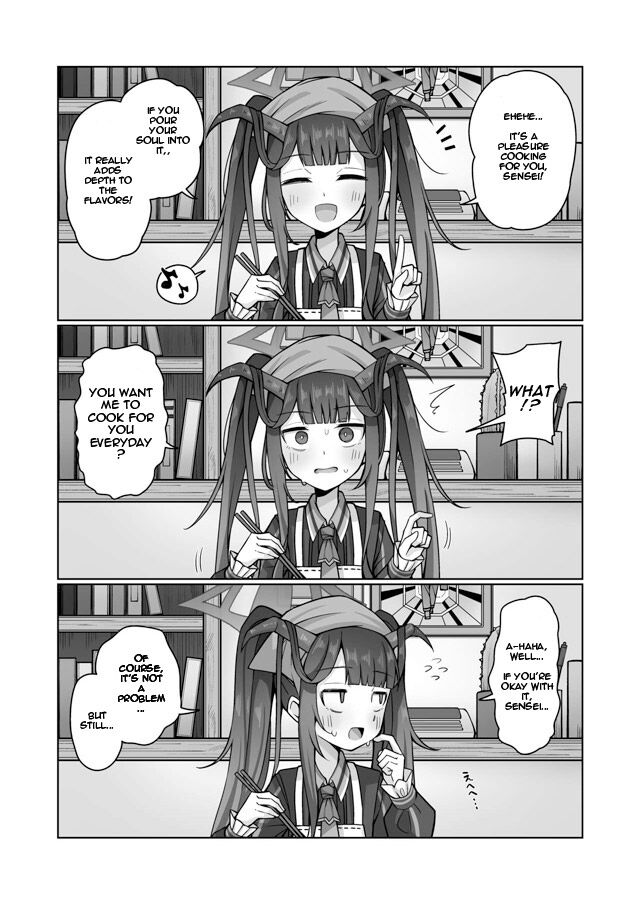 EHEHE...
IT'S A
PLEASURE
COOKING
FOR YOU,
SENSEI!
IF YOU
POUR
YOUR
SOUL INTO
IT,,
IT REALLY
ADDS
DEPTH TO
THE
FLAVORS!
WHAT
!?
YOU WANT
ME TO
COOK FOR
YOU
EVERYDAY
?
A-HAHA,
WELL...
IF YOU'RE
OKAY WITH
IT,
SENSEI...
えへへ…
OF
COURSE,
IT'S NOT
A
PROBLEM
...
BUT
STILL...